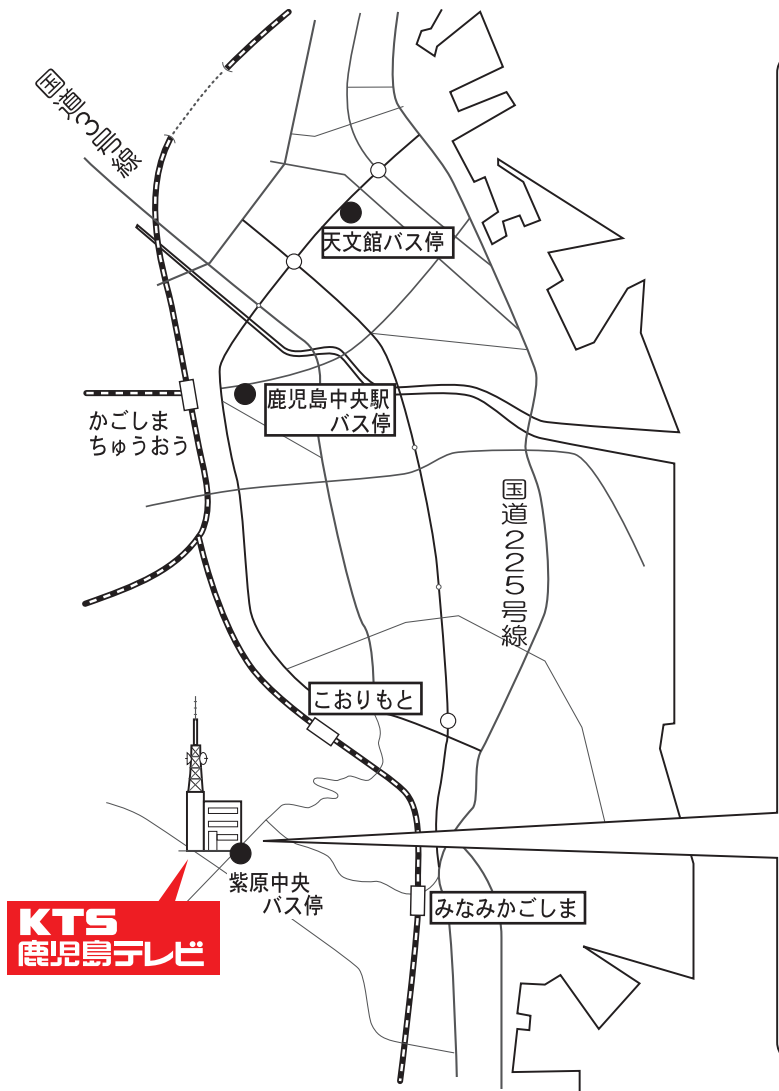 国道3号線
天文館バス停
鹿児島中央駅
バス停
かごしま
ちゅうおう
国道225号線
こおりもと
紫原中央
バス停
KTS
鹿児島テレビ
みなみかごしま